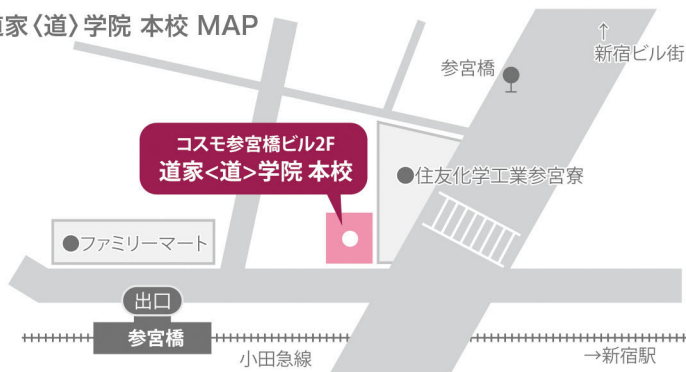 道家〈道〉学院 本校 MAP
↑
新宿ビル街
参宮橋
コスモ参宮橋ビル2F
道家<道>学院 本校
●住友化学工業参宮寮
●ファミリーマート
出口
参宮橋
小田急線
→新宿駅